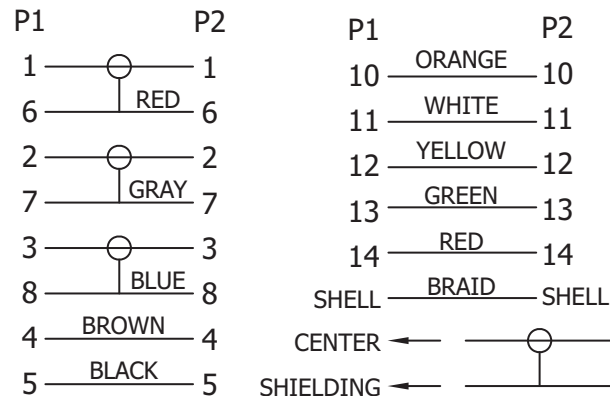 P1 P2
1 1
6 RED 6
2 2
7 GRAY 7
3 3
8 BLUE 8
4 BROWN 4
5 BLACK 5
P1 P2
10 ORANGE 10
11 WHITE 11
12 YELLOW 12
13 GREEN 13
14 RED 14
SHELL BRAID SHELL
CENTER
SHIELDING